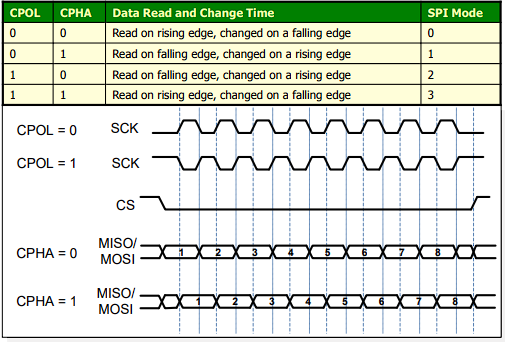 CPOL CPHA Data Read and Change Time SPI Mode
0 0 Read on rising edge, changed on a falling edge 0
0 1 Read on falling edge, changed on a rising edge 1
1 0 Read on falling edge, changed on a rising edge 2
1 1 Read on rising edge, changed on a falling edge 3
CPOL = 0 SCK
CPOL = 1 SCK
CS
CPHA = 0 MISO/
MOSI 1 2 3 4 5 6 7 8
CPHA = 1 MISO/
MOSI 1 2 3 4 5 6 7 8